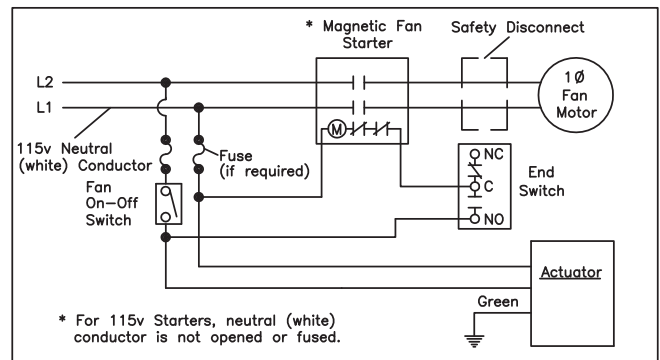 * Magnetic Fan
Starter
Safety Disconnect
L2
L1
1Ø
Fan
Motor
M
115v Neutral
(white) Conductor
Fuse
(if required)
NC
C
NO
End
Switch
Fan
On-Off
Switch
Actuator
Green
* For 115v Starters, neutral (white)
conductor is not opened or fused.